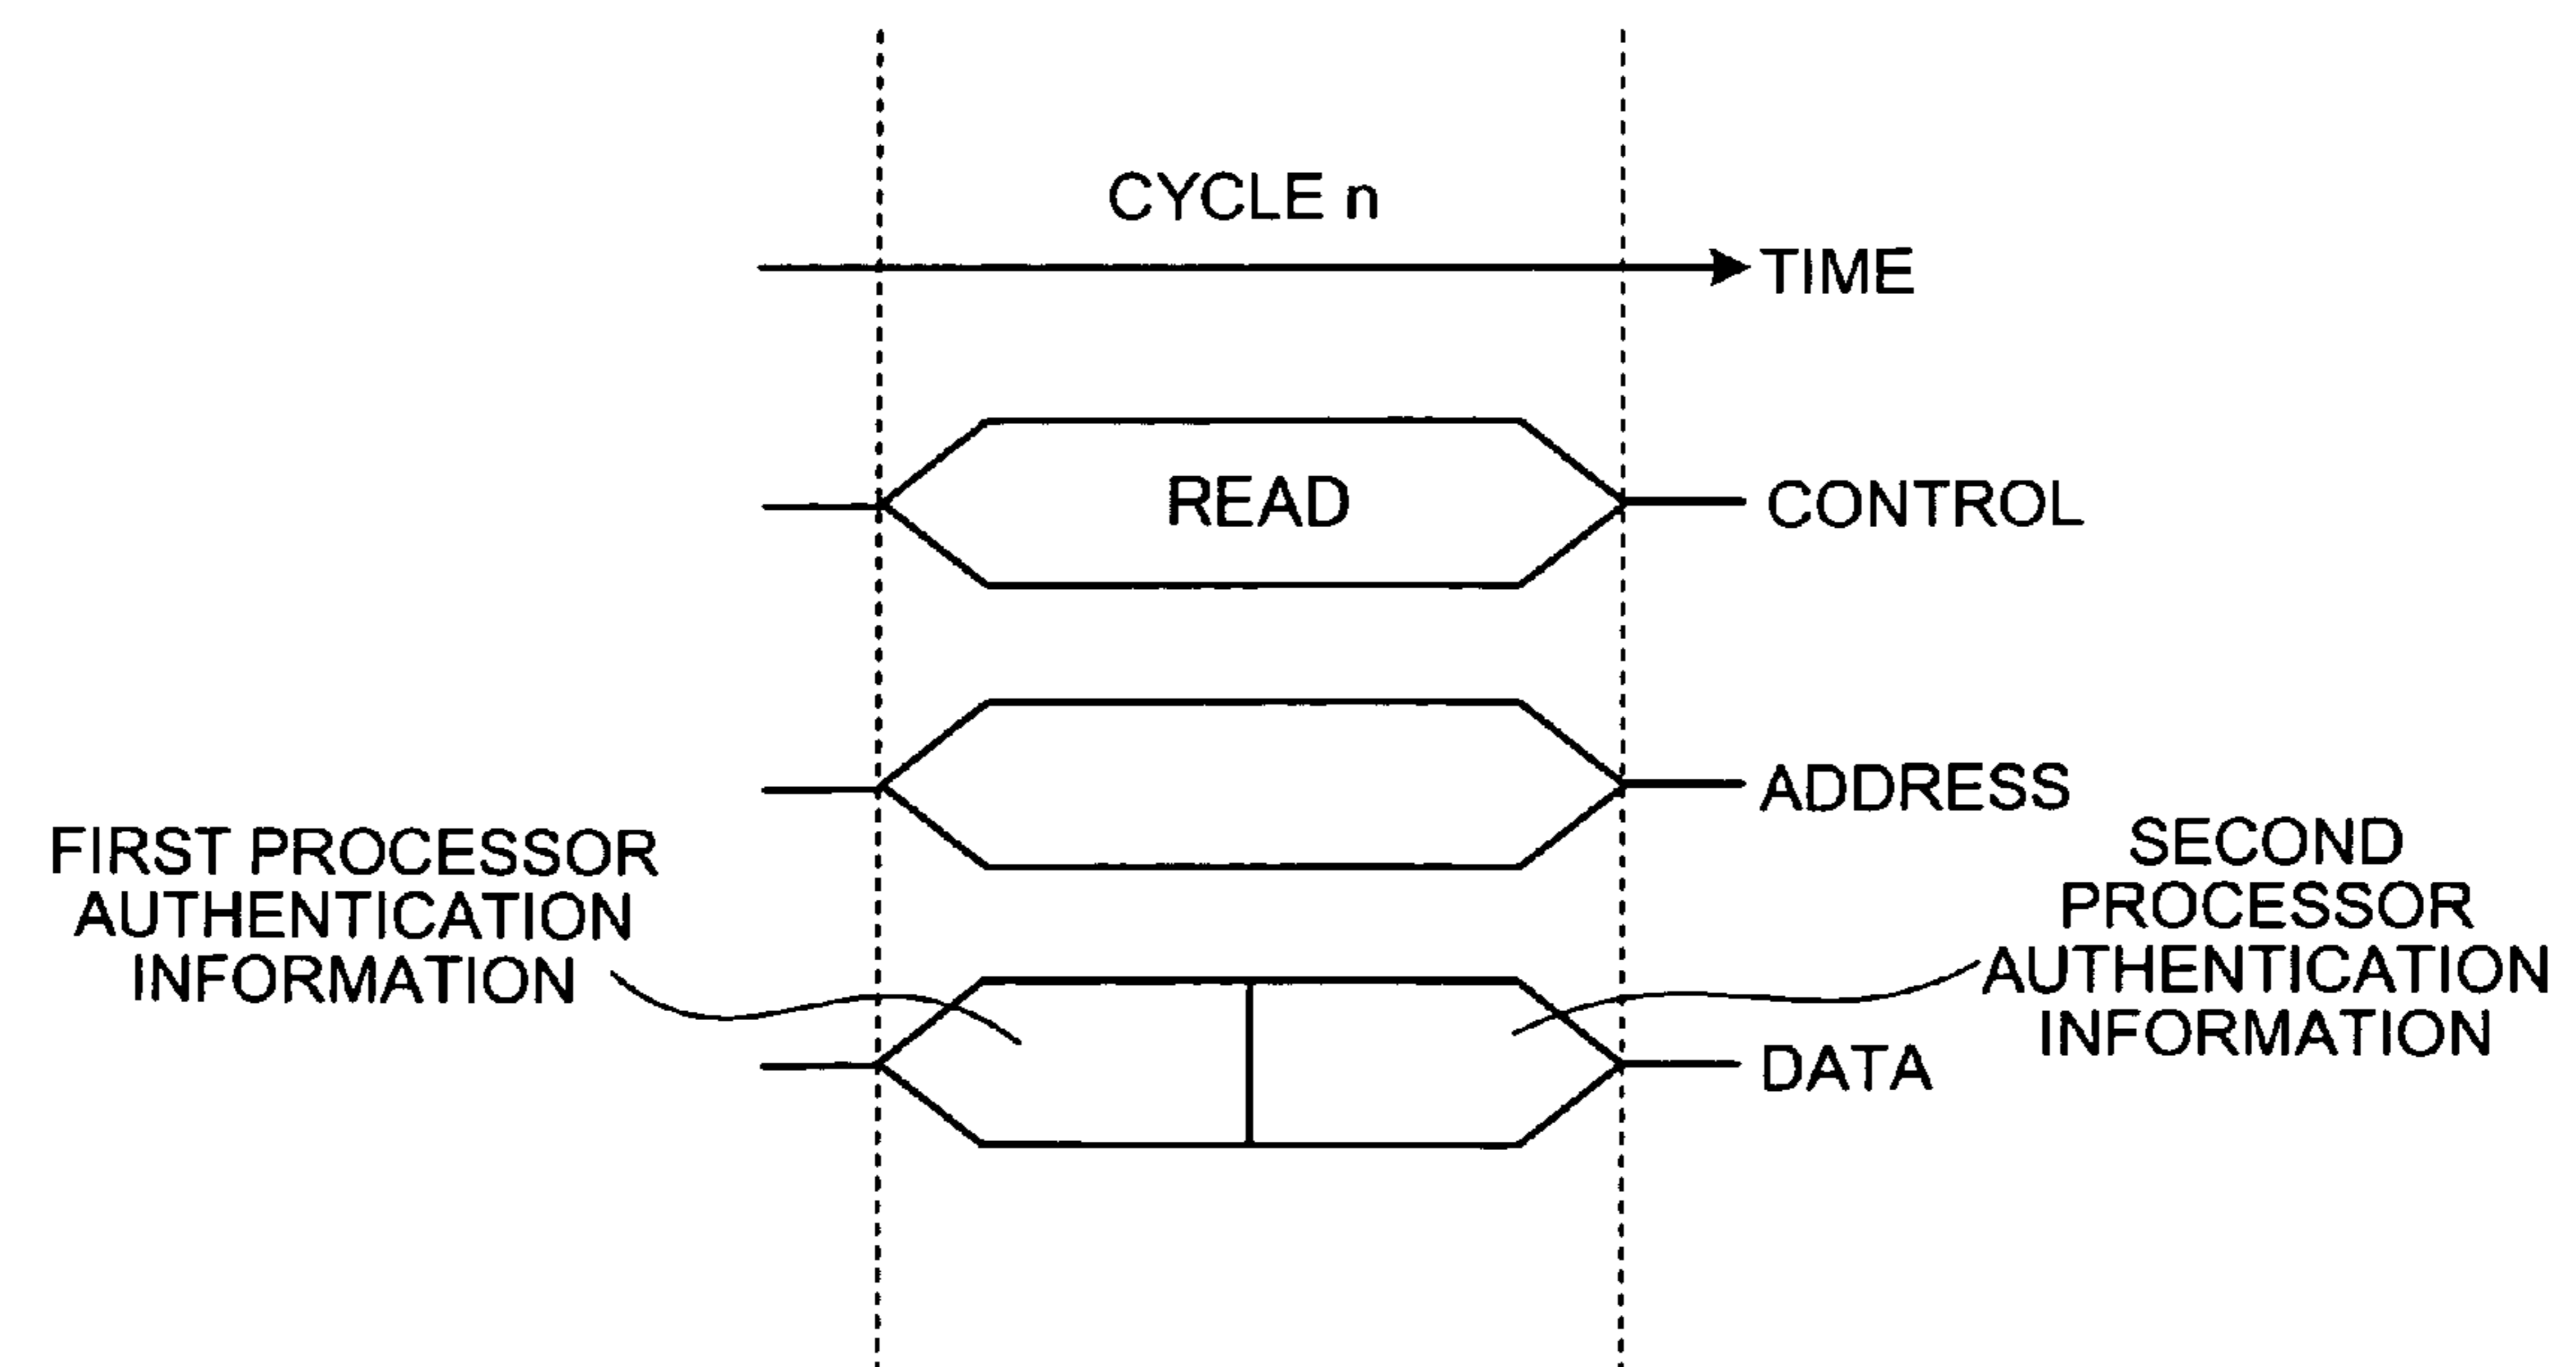 CYCLE n
TIME
READ
CONTROL
ADDRESS
FIRST PROCESSOR
AUTHENTICATION
INFORMATION
SECOND
PROCESSOR
AUTHENTICATION
INFORMATION
DATA